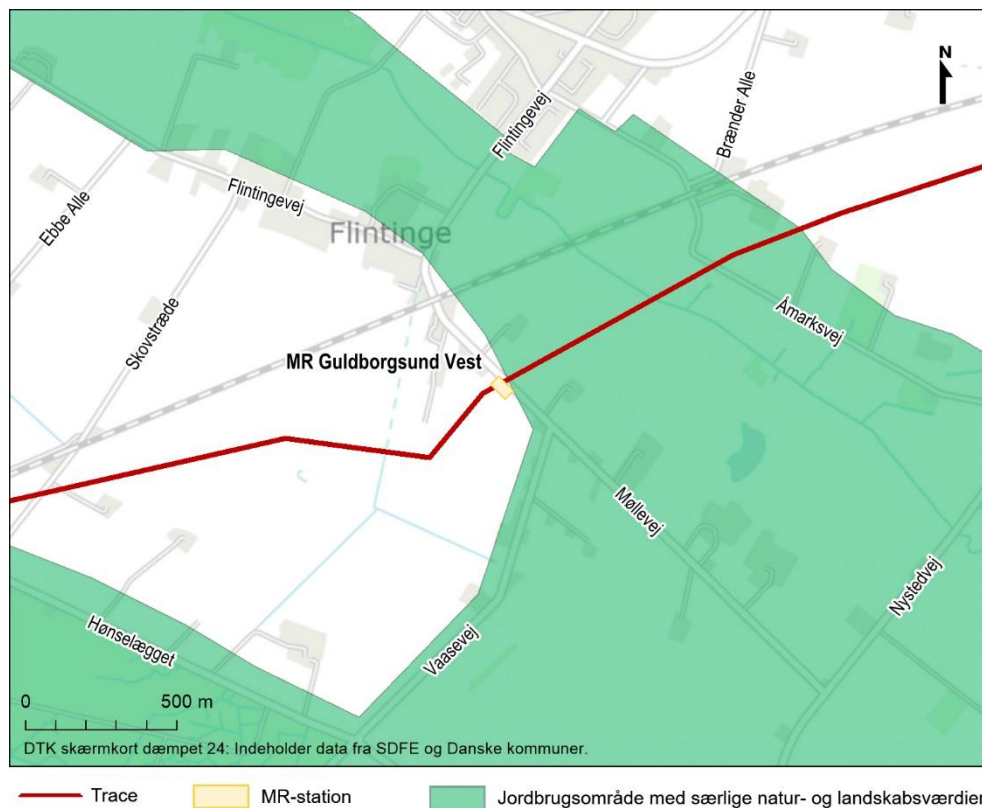 N
Brænder Alle
Flintingevej
Flintingevej
Ebbe Alle
Flintinge
Skovstræde
Åmarksvej
MR Guldborgsund Vest
Møllevej
Nystedvej
Hønselægget
Vaasevej
0 500 m
DTK skærmkort dæmpet 24: Indeholder data fra SDFE og Danske kommuner.
Trace MR-station Jordbrugsområde med særlige natur- og landskabsværdier